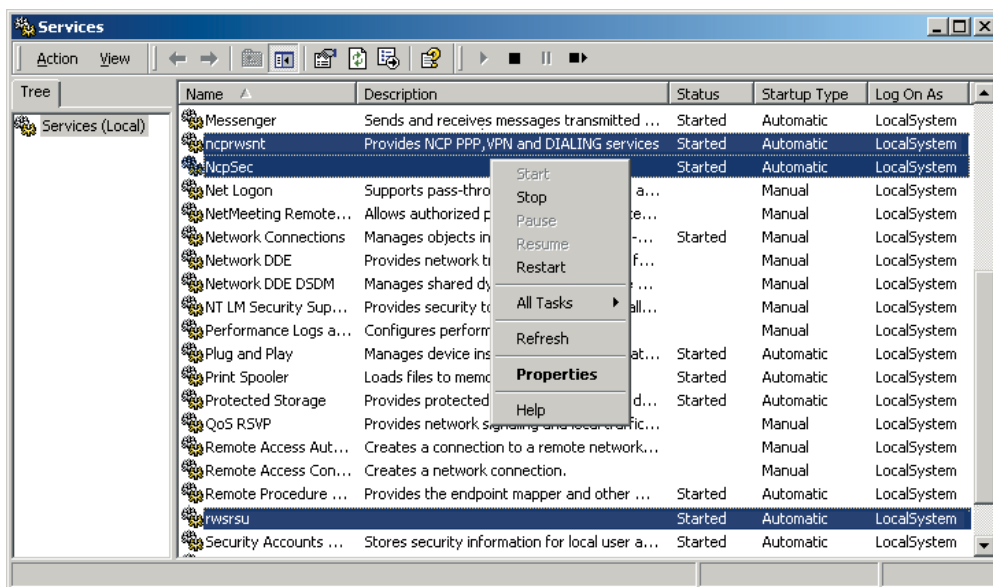 Services
Action View
Tree
Services (Local)
Name Description Status Startup Type Log On As
Messenger Sends and receives messages transmitted ... Started Automatic LocalSystem
ncprwsnt Provides NCP PPP,VPN and DIALING services Started Automatic LocalSystem
NcpSec Started Automatic LocalSystem
Net Logon Supports pass-thro a... Manual LocalSystem
NetMeeting Remote... Allows authorized p te... Manual LocalSystem
Network Connections Manages objects in -... Started Manual LocalSystem
Network DDE Provides network t f... Manual LocalSystem
Network DDE DSDM Manages shared dy ... Manual LocalSystem
NT LM Security Sup... Provides security to all... Manual LocalSystem
Performance Logs a... Configures perform Manual LocalSystem
Plug and Play Manages device ins at... Started Automatic LocalSystem
Print Spooler Loads files to memo Started Automatic LocalSystem
Protected Storage Provides protected d... Started Automatic LocalSystem
QoS RSVP Provides network signaling and local traffic... Manual LocalSystem
Remote Access Aut... Creates a connection to a remote network... Manual LocalSystem
Remote Access Con... Creates a network connection. Manual LocalSystem
Remote Procedure ... Provides the endpoint mapper and other ... Started Automatic LocalSystem
rwsrsu Started Automatic LocalSystem
Security Accounts ... Stores security information for local user a... Started Automatic LocalSystem
Start
Stop
Pause
Resume
Restart
All Tasks
Refresh
Properties
Help